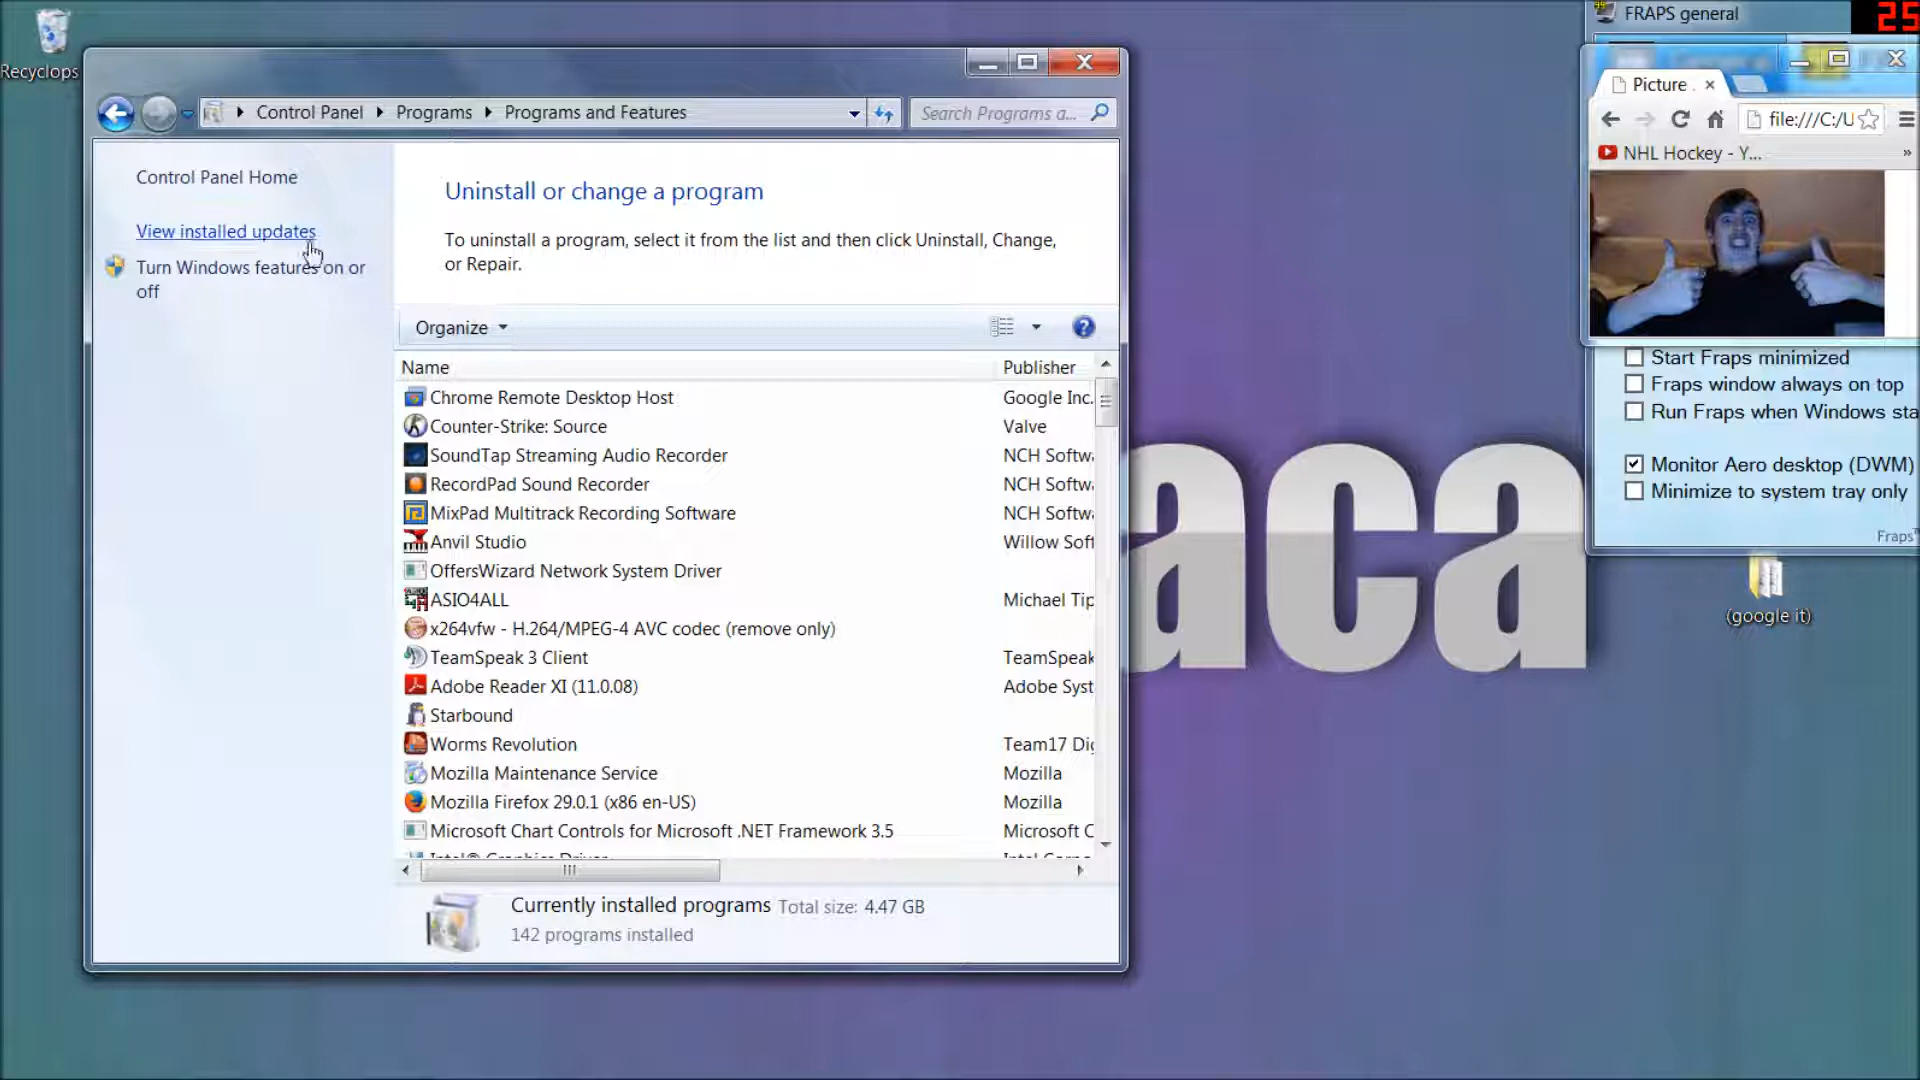 Recyclops
FRAPS general
25
Control Panel
Programs
Programs and Features
Search Programs a...
Picture
file:///C:/U
NHL Hockey - Y...
»
Control Panel Home
View installed updates
Turn Windows features on or
off
Uninstall or change a program
To uninstall a program, select it from the list and then click Uninstall, Change,
or Repair.
Organize
Name
Publisher
Chrome Remote Desktop Host
Google Inc.
Counter-Strike: Source
Valve
SoundTap Streaming Audio Recorder
NCH Softw
RecordPad Sound Recorder
NCH Softw
MixPad Multitrack Recording Software
NCH Softw
Anvil Studio
Willow Soft
OffersWizard Network System Driver
ASIO4ALL
Michael Tip
x264vfw - H.264/MPEG-4 AVC codec (remove only)
TeamSpeak 3 Client
TeamSpeak
Adobe Reader XI (11.0.08)
Adobe Syst
Starbound
Worms Revolution
Team17 Dig
Mozilla Maintenance Service
Mozilla
Mozilla Firefox 29.0.1 (x86 en-US)
Mozilla
Microsoft Chart Controls for Microsoft .NET Framework 3.5
Microsoft C
Intel® Graphics Driver
Currently installed programs Total size: 4.47 GB
142 programs installed
Start Fraps minimized
Fraps window always on top
Run Fraps when Windows sta
Monitor Aero desktop (DWM)
Minimize to system tray only
Fraps™
aca
(google it)